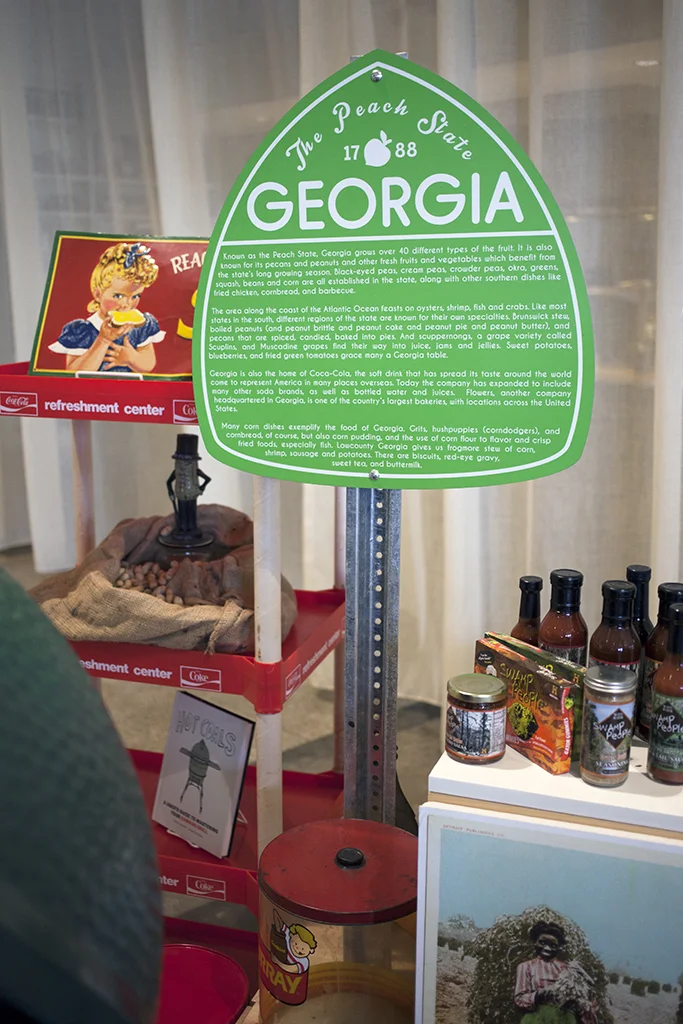 The Peach State
17 88
GEORGIA
Known as the Peach State, Georgia grows over 40 different types of the fruit. It is also
known for its pecans and peanuts and other fresh fruits and vegetables which benefit from
the state's long growing season. Black-eyed peas, cream peas, crowder peas, okra, greens,
squash, beans and corn are all established in the state, along with other southern dishes like
fried chicken, cornbread, and barbecue.
The area along the coast of the Atlantic Ocean feasts on oysters, shrimp, fish and crabs. Like most
states in the south, different regions of the state are known for their own specialties. Brunswick stew,
boiled peanuts (and peanut brittle and peanut cake and peanut pie and peanut butter), and
pecans that are spiced, candied, baked into pies. And scuppernongs, a grape variety called
Scuplins, and Muscadine grapes find their way into juice, jams and jellies. Sweet potatoes,
blueberries, and fried green tomatoes grace many a Georgia table.
Georgia is also the home of Coca-Cola, the soft drink that has spread its taste around the world
come to represent America in many places overseas. Today the company has expanded to include
many other soda brands, as well as bottled water and juices. Flowers, another company
headquartered in Georgia, is one of the country's largest bakeries, with locations across the United
States.
Many corn dishes exemplify the food of Georgia. Grits, hushpuppies (corndodgers), and
cornbread, of course, but also corn pudding, and the use of corn flour to flavor and crisp
fried foods, especially fish. Lowcounty Georgia gives us frogmore stew of corn,
shrimp, sausage and potatoes. There are biscuits, red-eye gravy,
sweet tea, and buttermilk.
REAC
Coca-Cola refreshment center Co
shment center Coke refreshment
HOT COALS
SWAMP
PEOPLE
SWAMP
PEOPLE
SEASONING
SWAMP
PEOPLE
ter Coke
RAY